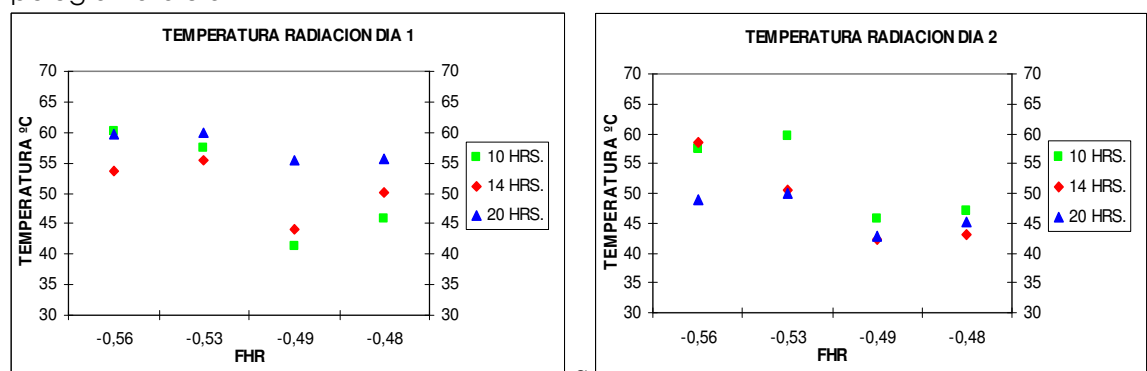 TEMPERATURA RADIACION DIA 1
TEMPERATURA ºC
70 70
65 65
60 60
55 55
50 50
45 45
40 40
35 35
30 30
-0,56 -0,53 -0,49 -0,48
FHR
10 HRS.
14 HRS.
20 HRS.
TEMPERATURA RADIACION DIA 2
TEMPERATURA ºC
70 70
65 65
60 60
55 55
50 50
45 45
40 40
35 35
30 30
-0,56 -0,53 -0,49 -0,48
FHR
10 HRS.
14 HRS.
20 HRS.